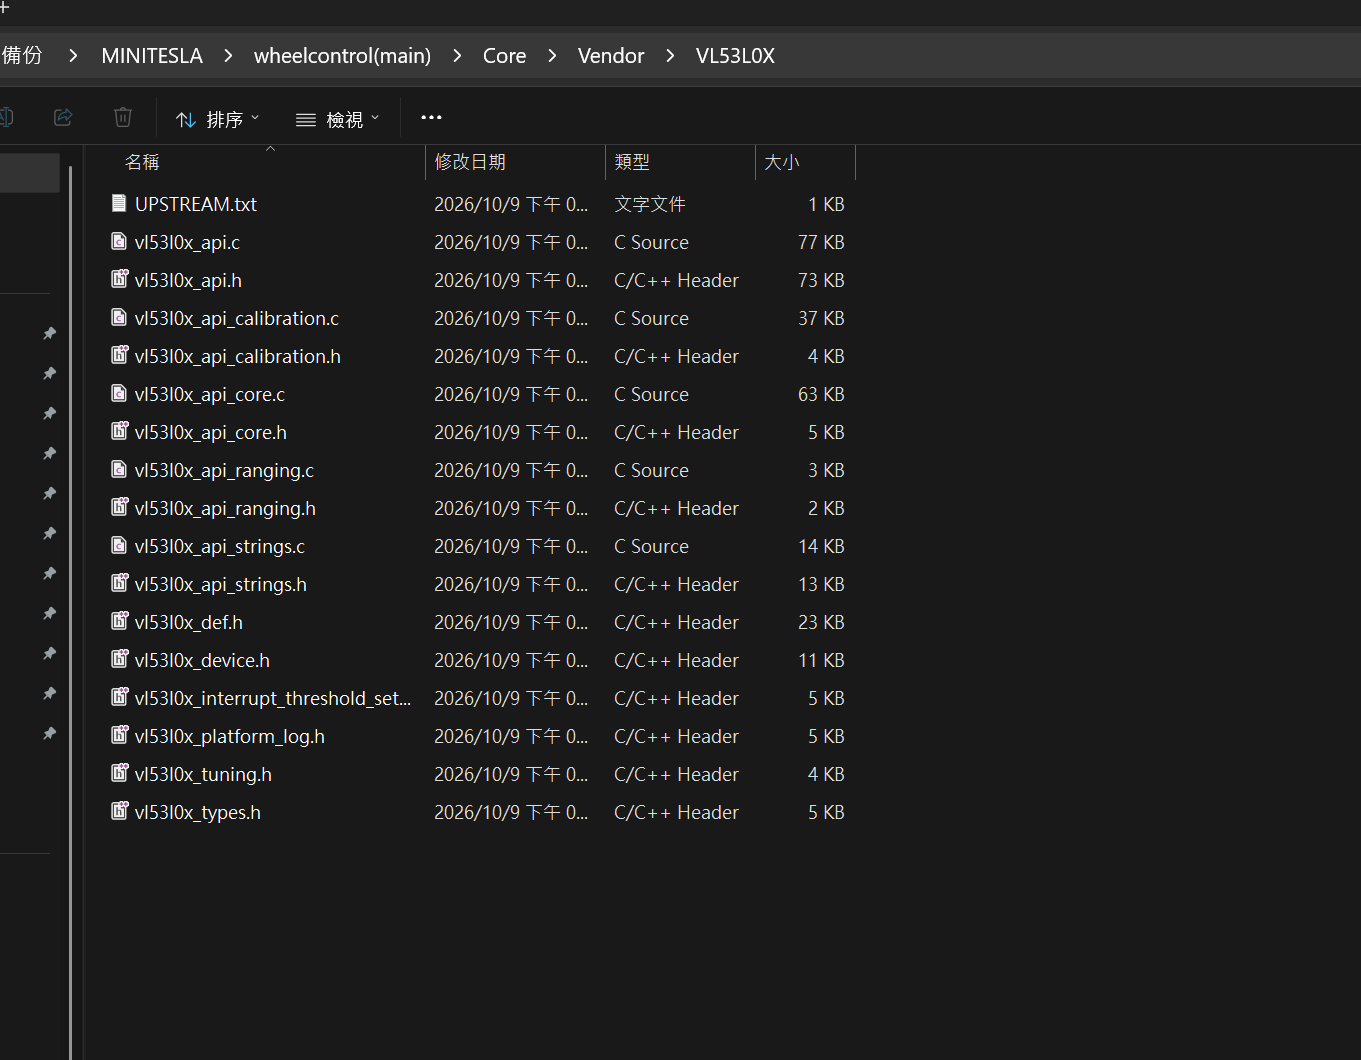 備份 > MINITESLA > wheelcontrol(main) > Core > Vendor > VL53L0X
排序 檢視 ...
名稱 修改日期 類型 大小
UPSTREAM.txt 2026/10/9 下午 0... 文字文件 1 KB
vl53l0x_api.c 2026/10/9 下午 0... C Source 77 KB
vl53l0x_api.h 2026/10/9 下午 0... C/C++ Header 73 KB
vl53l0x_api_calibration.c 2026/10/9 下午 0... C Source 37 KB
vl53l0x_api_calibration.h 2026/10/9 下午 0... C/C++ Header 4 KB
vl53l0x_api_core.c 2026/10/9 下午 0... C Source 63 KB
vl53l0x_api_core.h 2026/10/9 下午 0... C/C++ Header 5 KB
vl53l0x_api_ranging.c 2026/10/9 下午 0... C Source 3 KB
vl53l0x_api_ranging.h 2026/10/9 下午 0... C/C++ Header 2 KB
vl53l0x_api_strings.c 2026/10/9 下午 0... C Source 14 KB
vl53l0x_api_strings.h 2026/10/9 下午 0... C/C++ Header 13 KB
vl53l0x_def.h 2026/10/9 下午 0... C/C++ Header 23 KB
vl53l0x_device.h 2026/10/9 下午 0... C/C++ Header 11 KB
vl53l0x_interrupt_threshold_set... 2026/10/9 下午 0... C/C++ Header 5 KB
vl53l0x_platform_log.h 2026/10/9 下午 0... C/C++ Header 5 KB
vl53l0x_tuning.h 2026/10/9 下午 0... C/C++ Header 4 KB
vl53l0x_types.h 2026/10/9 下午 0... C/C++ Header 5 KB